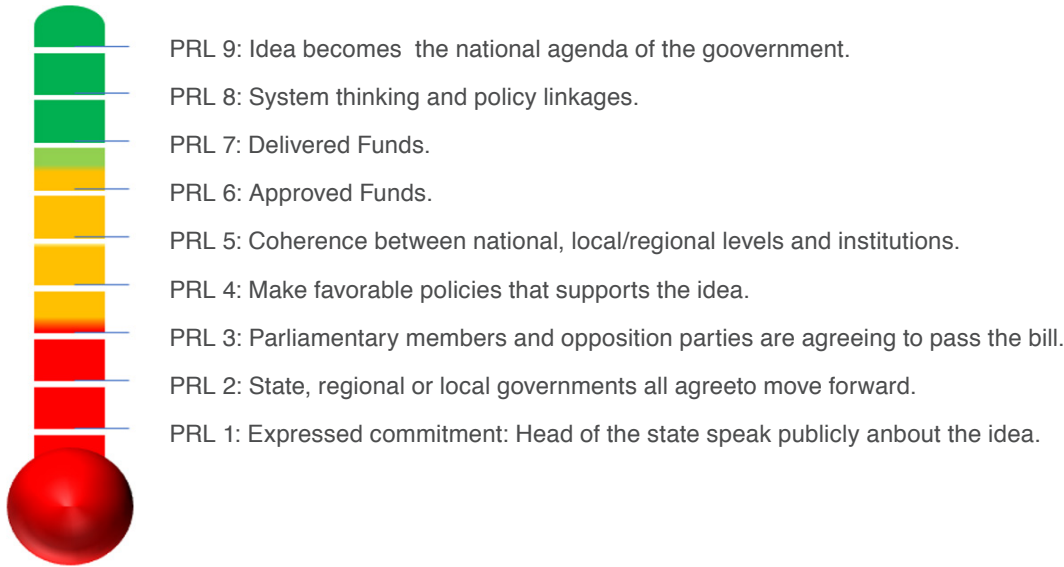 PRL 9: Idea becomes  the national agenda of the goovernment.
PRL 8: System thinking and policy linkages.
PRL 7: Delivered Funds.
PRL 6: Approved Funds.
PRL 5: Coherence between national, local/regional levels and institutions.
PRL 4: Make favorable policies that supports the idea.
PRL 3: Parliamentary members and opposition parties are agreeing to pass the bill.
PRL 2: State, regional or local governments all agreeto move forward.
PRL 1: Expressed commitment: Head of the state speak publicly anbout the idea.